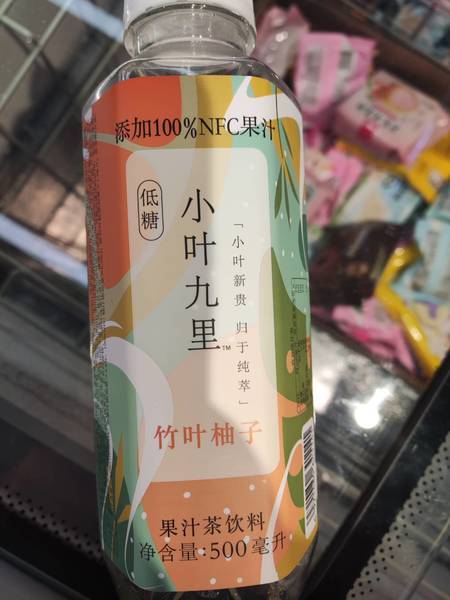 添加100%NFC果汁
低糖
小叶九里™
「小叶新贵 归于纯萃」
竹叶柚子
果汁茶饮料
净含量:500毫升